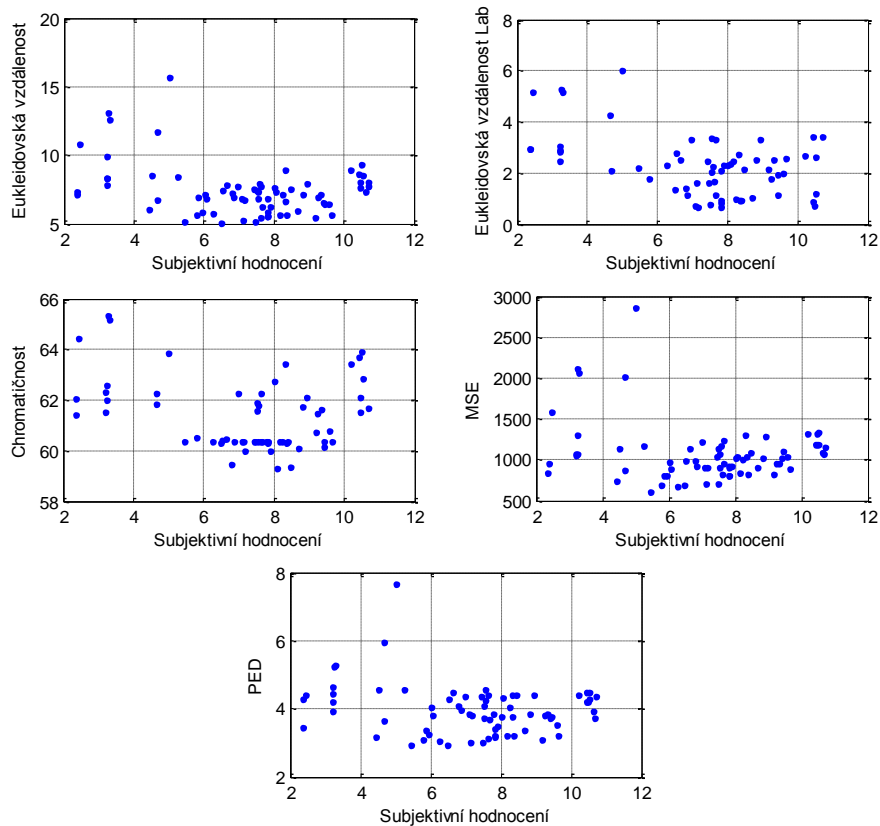 20
15
10
5
2 4 6 8 10 12
Eukleidovská vzdálenost
Subjektivní hodnocení
8
6
4
2
0
2 4 6 8 10 12
Eukleidovská vzdálenost Lab
Subjektivní hodnocení
66
64
62
60
58
2 4 6 8 10 12
Chromatičnost
Subjektivní hodnocení
3000
2500
2000
1500
1000
500
2 4 6 8 10 12
MSE
Subjektivní hodnocení
8
6
4
2
2 4 6 8 10 12
PED
Subjektivní hodnocení